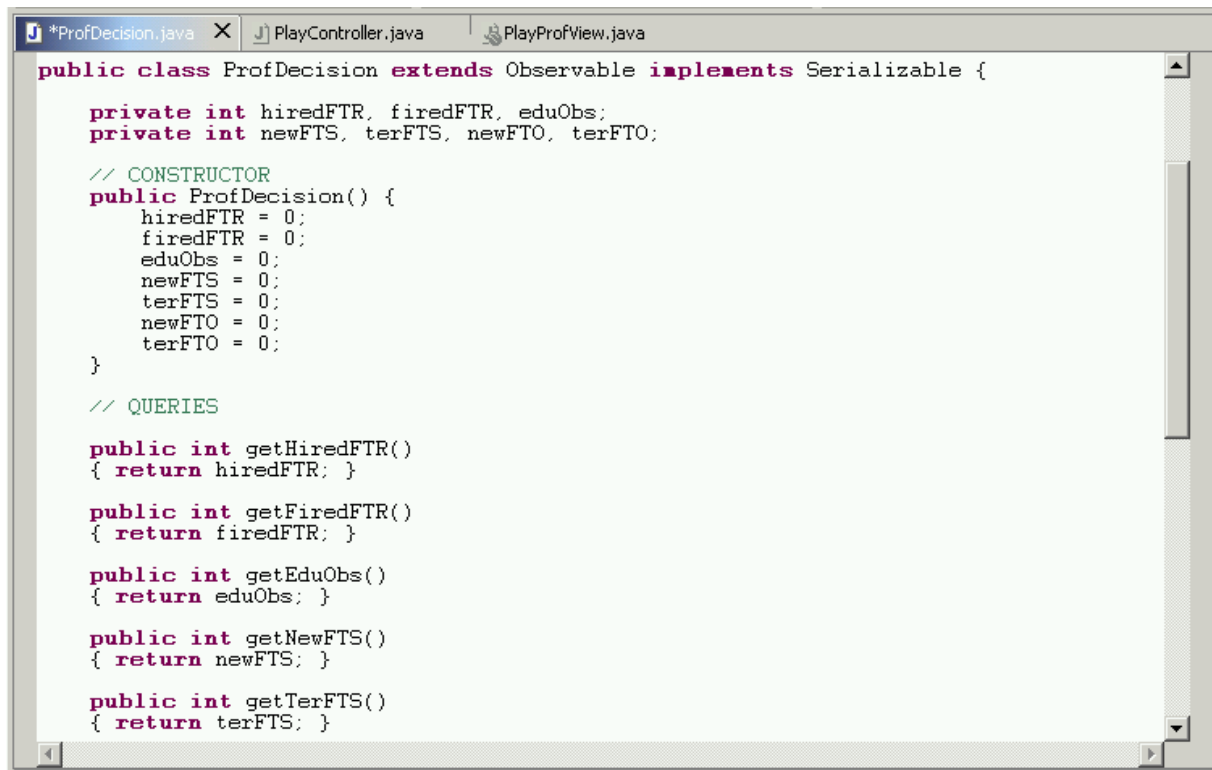 *ProfDecision.java PlayController.java PlayProfView.java
public class ProfDecision extends Observable implements Serializable {
private int hiredFTR, firedFTR, eduObs;
private int newFTS, terFTS, newFTO, terFTO;
// CONSTRUCTOR
public ProfDecision() {
hiredFTR = 0;
firedFTR = 0;
eduObs = 0;
newFTS = 0;
terFTS = 0;
newFTO = 0;
terFTO = 0;
}
// QUERIES
public int getHiredFTR()
{ return hiredFTR; }
public int getFiredFTR()
{ return firedFTR; }
public int getEduObs()
{ return eduObs; }
public int getNewFTS()
{ return newFTS; }
public int getTerFTS()
{ return terFTS; }